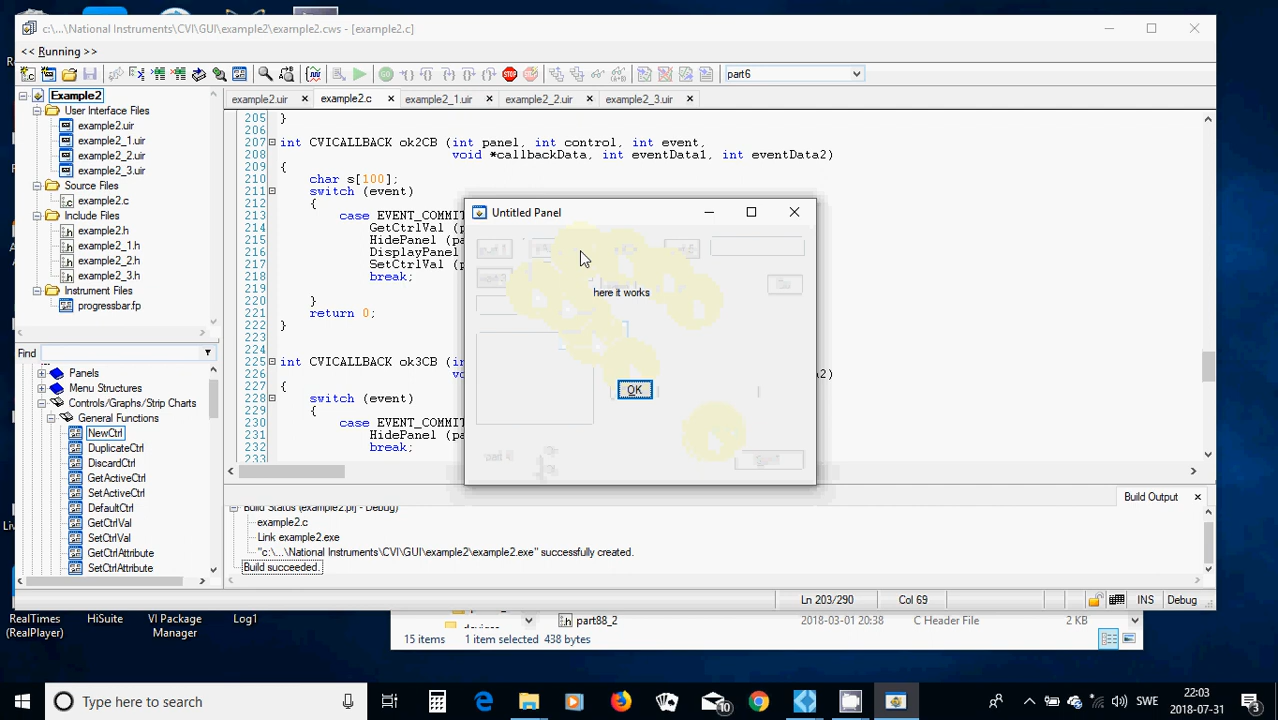 c:\...\National Instruments\CVI\GUI\example2\example2.cws - [example2.c]
<< Running >>
part6
Example2
User Interface Files
example2.uir
example2_1.uir
example2_2.uir
example2_3.uir
Source Files
example2.c
Include Files
example2.h
example2_1.h
example2_2.h
example2_3.h
Instrument Files
progressbar.fp
Find
Panels
Menu Structures
Controls/Graphs/Strip Charts
General Functions
NewCtrl
DuplicateCtrl
DiscardCtrl
GetActiveCtrl
SetActiveCtrl
DefaultCtrl
GetCtrlVal
SetCtrlVal
GetCtrlAttribute
SetCtrlAttribute
example2.uir example2.c example2_1.uir example2_2.uir example2_3.uir
205 }
206
207 int CVICALLBACK ok2CB (int panel, int control, int event,
208 void *callbackData, int eventData1, int eventData2)
209 {
210 char s[100];
211 switch (event)
212 {
213 case EVENT_COMMIT
214 GetCtrlVal (p
215 HidePanel (pa
216 DisplayPanel
217 SetCtrlVal (p
218 break;
219
220 }
221 return 0;
222 }
223
224
225 int CVICALLBACK ok3CB (in
226 vo a2)
227 {
228 switch (event)
229 {
230 case EVENT_COMMIT
231 HidePanel (pa
232 break;
233
Untitled Panel
here it works
OK
Build Output
Build Status (example2.prj - Debug)
example2.c
Link example2.exe
"c:\...\National Instruments\CVI\GUI\example2\example2.exe" successfully created.
Build succeeded.
Ln 203/290 Col 69 INS Debug
RealTimes
(RealPlayer)
HiSuite
VI Package
Manager
Log1
part88_2 2018-03-01 20:38 C Header File 2 KB
15 items 1 item selected 438 bytes
Type here to search
10
SWE
22:03
2018-07-31
3